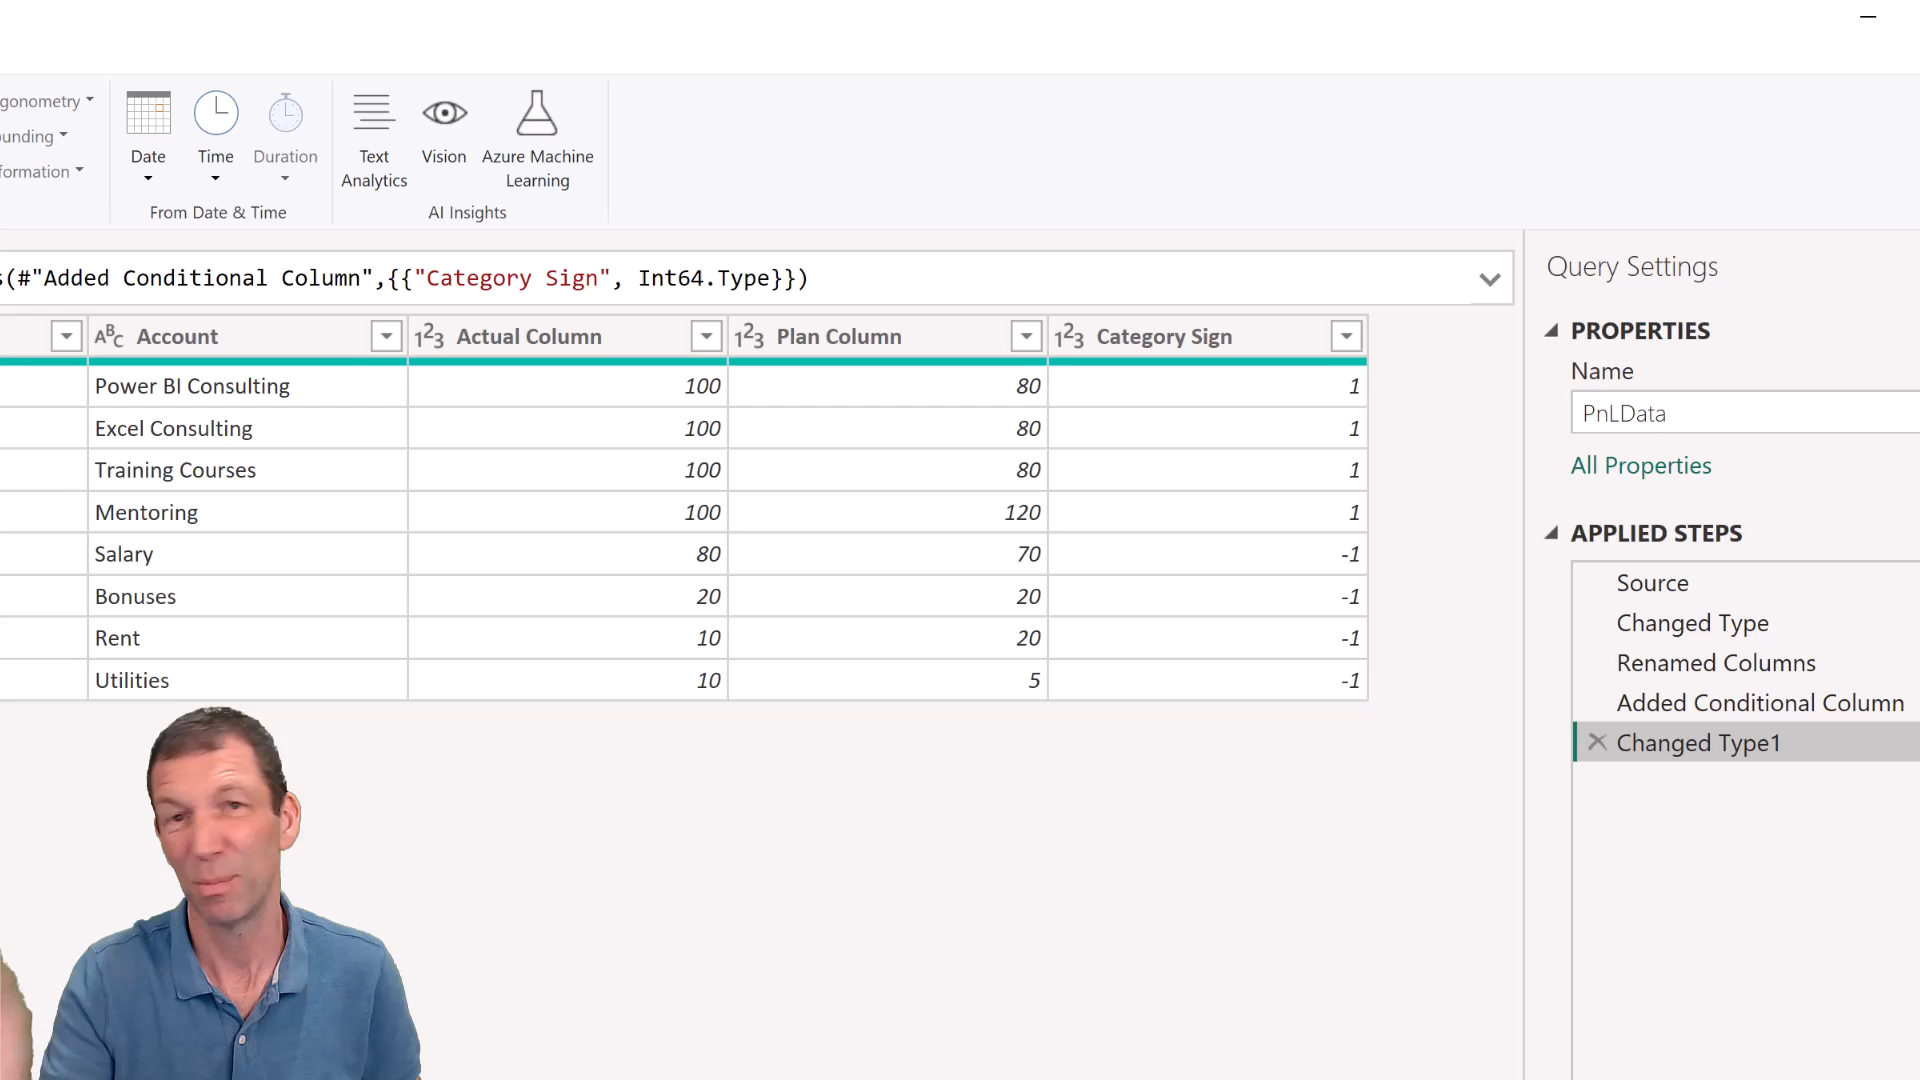 gonometry
unding
formation
Date
Time
Duration
From Date & Time
Text Analytics
Vision
Azure Machine Learning
AI Insights
s(#"Added Conditional Column",{{"Category Sign", Int64.Type}})
ABC Account
123 Actual Column
123 Plan Column
123 Category Sign
Power BI Consulting 100 80 1
Excel Consulting 100 80 1
Training Courses 100 80 1
Mentoring 100 120 1
Salary 80 70 -1
Bonuses 20 20 -1
Rent 10 20 -1
Utilities 10 5 -1
Query Settings
PROPERTIES
Name
PnLData
All Properties
APPLIED STEPS
Source
Changed Type
Renamed Columns
Added Conditional Column
Changed Type1